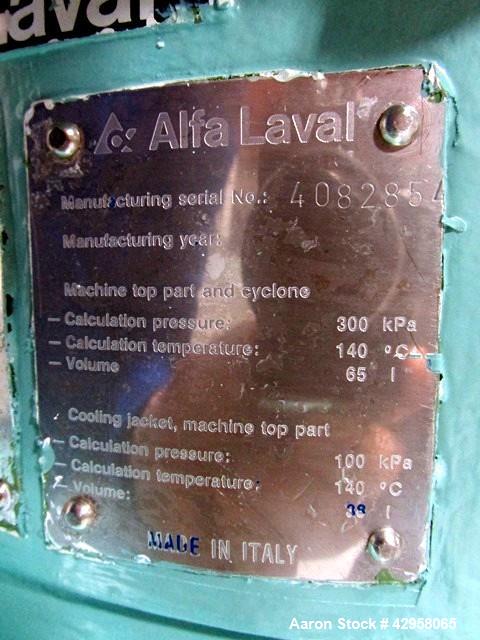 Laval
Alfa Laval
Manufacturing serial No.: 4082854
Manufacturing year:
Machine top part and cyclone
– Calculation pressure: 300 kPa
– Calculation temperature: 140 °C
– Volume 65 l
Cooling jacket, machine top part
– Calculation pressure: 100 kPa
– Calculation temperature: 140 °C
– Volume: 38 l
MADE IN ITALY
Aaron Stock # 42958065